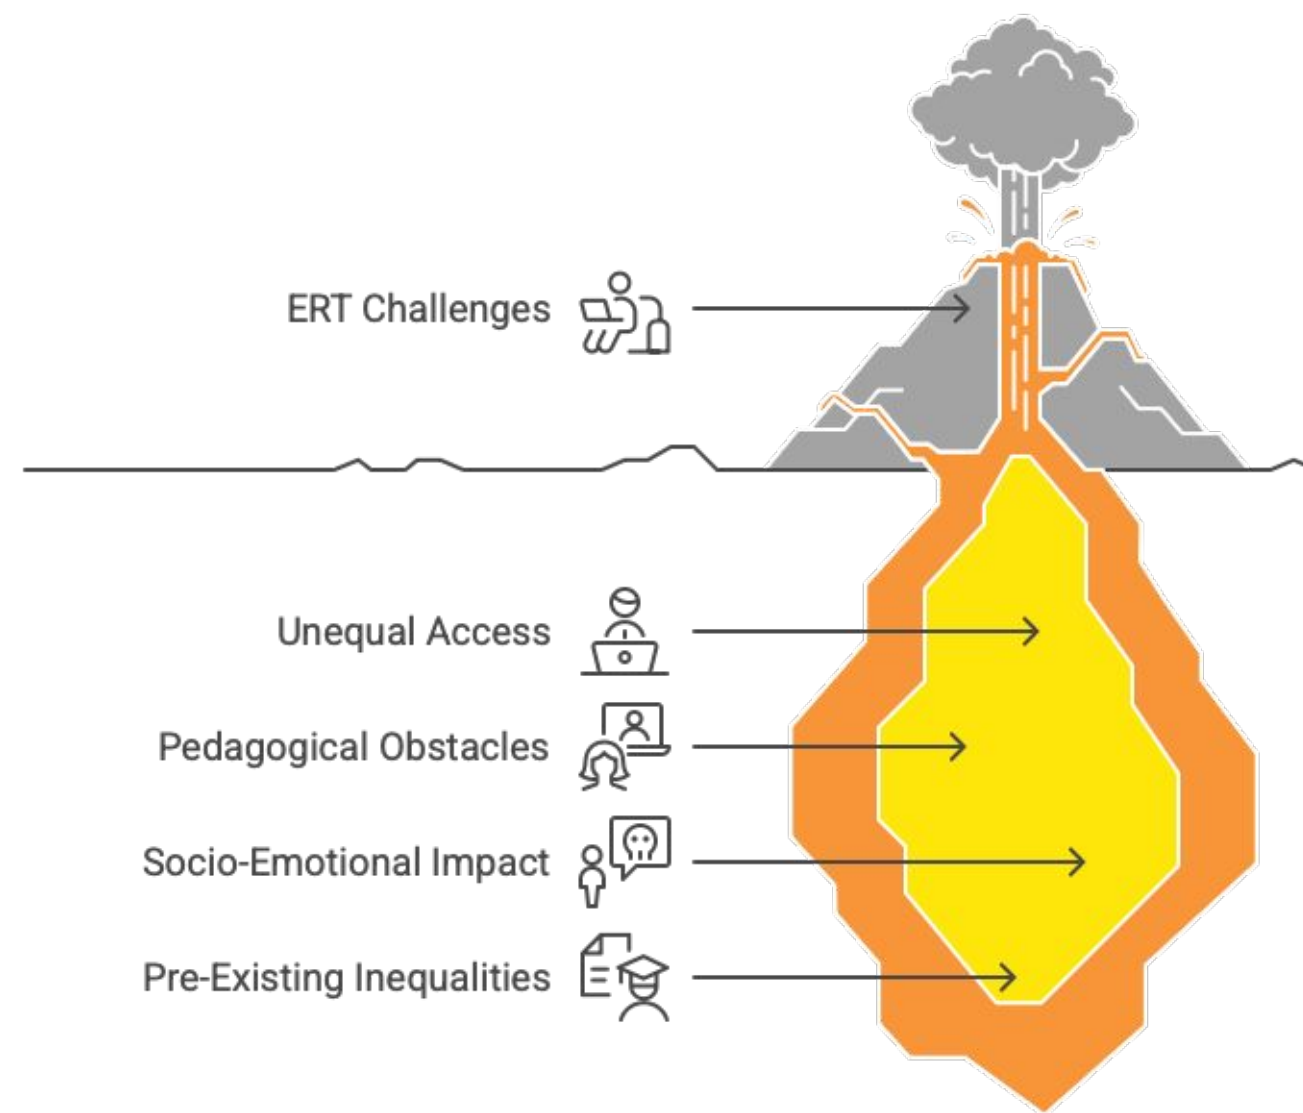 ERT Challenges
Unequal Access
Pedagogical Obstacles
Socio-Emotional Impact
Pre-Existing Inequalities